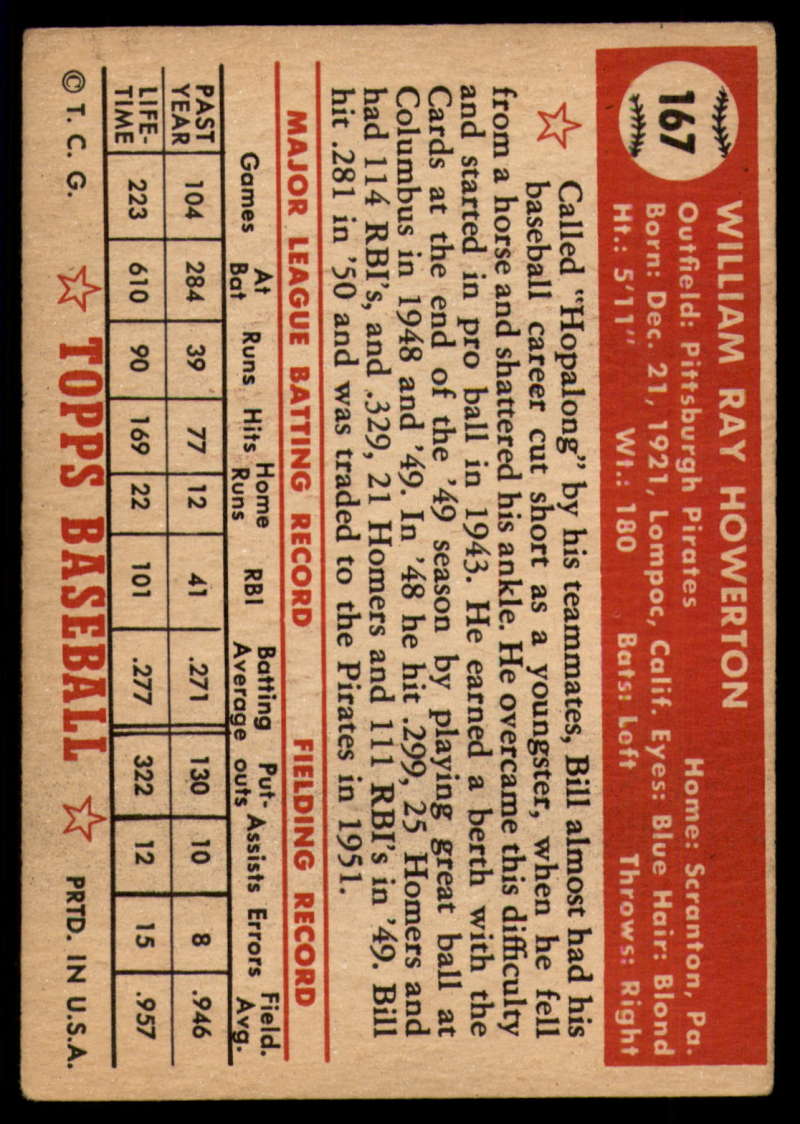 167
WILLIAM RAY HOWERTON
Outfield: Pittsburgh Pirates Home: Scranton, Pa.
Born: Dec. 21, 1921, Lompoc, Calif. Eyes: Blue Hair: Blond
Ht.: 5'11" Wt.: 180 Bats: Left Throws: Right
Called "Hopalong" by his teammates, Bill almost had his
baseball career cut short as a youngster, when he fell
from a horse and shattered his ankle. He overcame this difficulty
and started in pro ball in 1943. He earned a berth with the
Cards at the end of the '49 season by playing great ball at
Columbus in 1948 and '49. In '48 he hit .299, 25 Homers and
had 114 RBI's, and .329, 21 Homers and 111 RBI's in '49. Bill
hit .281 in '50 and was traded to the Pirates in 1951.
MAJOR LEAGUE BATTING RECORD FIELDING RECORD
Games At Bat Runs Hits Home Runs RBI Batting Average Put-outs Assists Errors Field. Avg.
PAST YEAR 104 284 39 77 12 41 .271 130 10 8 .946
LIFE-TIME 223 610 90 169 22 101 .277 322 12 15 .957
© T. C. G. TOPPS BASEBALL PRTD. IN U.S.A.